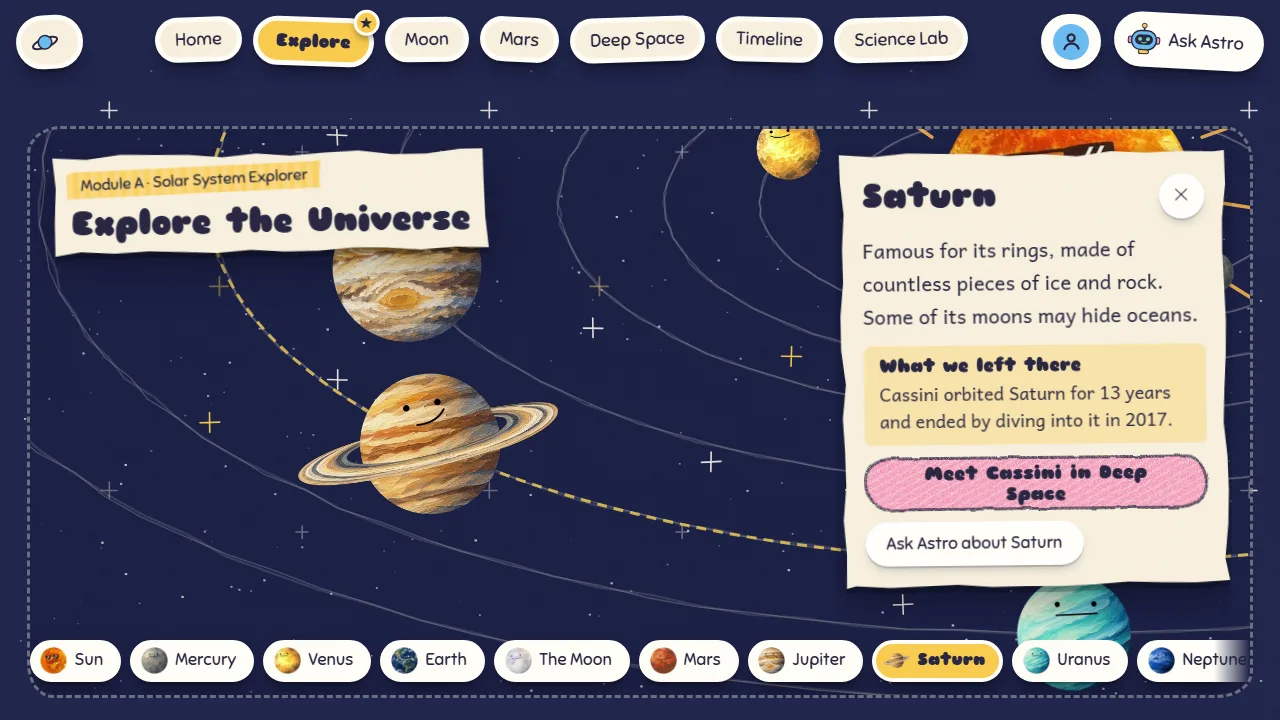 Home
Explore
Moon
Mars
Deep Space
Timeline
Science Lab
Ask Astro
Module A · Solar System Explorer
Explore the Universe
Saturn
Famous for its rings, made of
countless pieces of ice and rock.
Some of its moons may hide oceans.
What we left there
Cassini orbited Saturn for 13 years
and ended by diving into it in 2017.
Meet Cassini in Deep
Space
Ask Astro about Saturn
Sun
Mercury
Venus
Earth
The Moon
Mars
Jupiter
Saturn
Uranus
Neptune